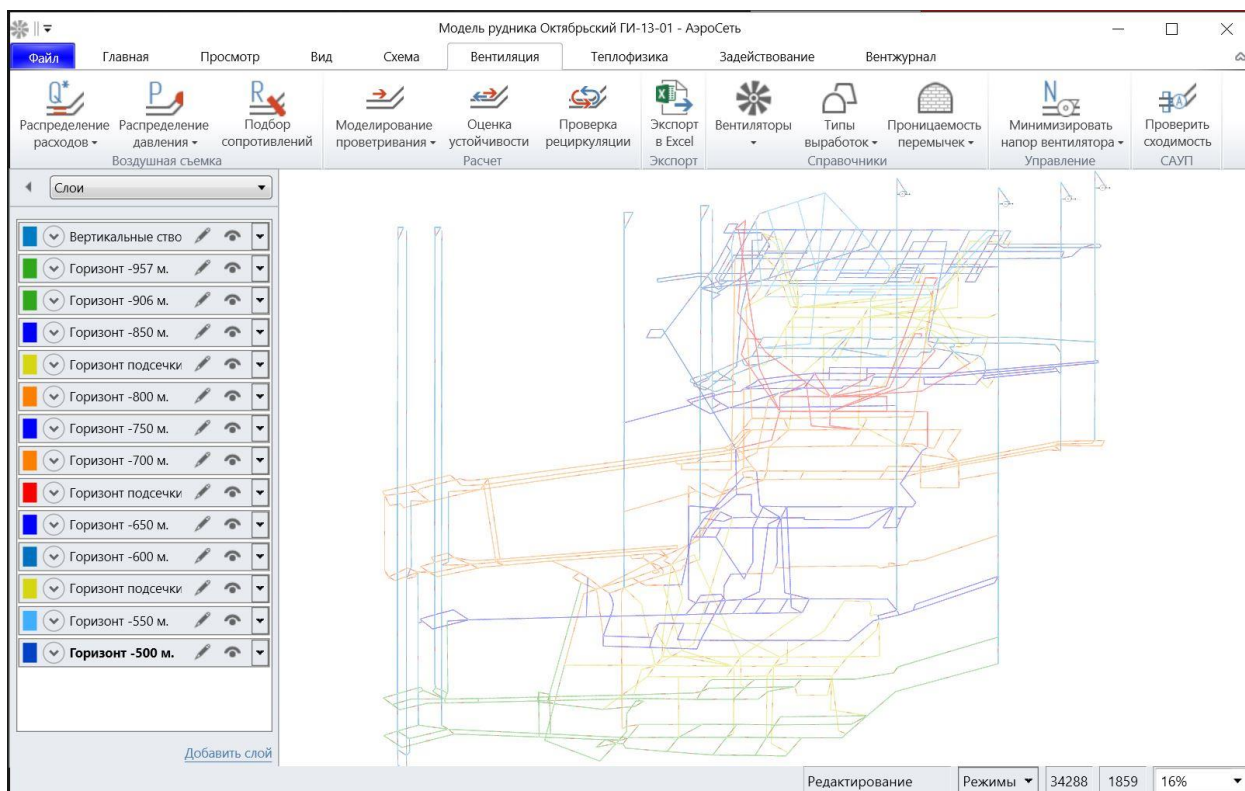 Модель рудника Октябрьский ГИ-13-01 - АэроСеть
Файл Главная Просмотр Вид Схема Вентиляция Теплофизика Задействование Вентжурнал
Распределение расходов
Распределение давления
Подбор сопротивлений
Воздушная съемка
Моделирование проветривания
Оценка устойчивости
Проверка рециркуляции
Расчет
Экспорт в Excel
Экспорт
Вентиляторы
Типы выработок
Проницаемость перемычек
Справочники
Минимизировать напор вентилятора
Управление
Проверить сходимость
САУП
Слои
Вертикальные ство
Горизонт -957 м.
Горизонт -906 м.
Горизонт -850 м.
Горизонт подсечки
Горизонт -800 м.
Горизонт -750 м.
Горизонт -700 м.
Горизонт подсечки
Горизонт -650 м.
Горизонт -600 м.
Горизонт подсечки
Горизонт -550 м.
Горизонт -500 м.
Добавить слой
Редактирование Режимы 34288 1859 16%